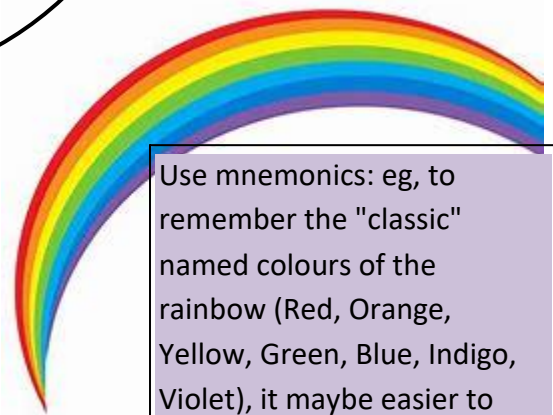 Use mnemonics: eg, to
remember the "classic"
named colours of the
rainbow (Red, Orange,
Yellow, Green, Blue, Indigo,
Violet), it maybe easier to